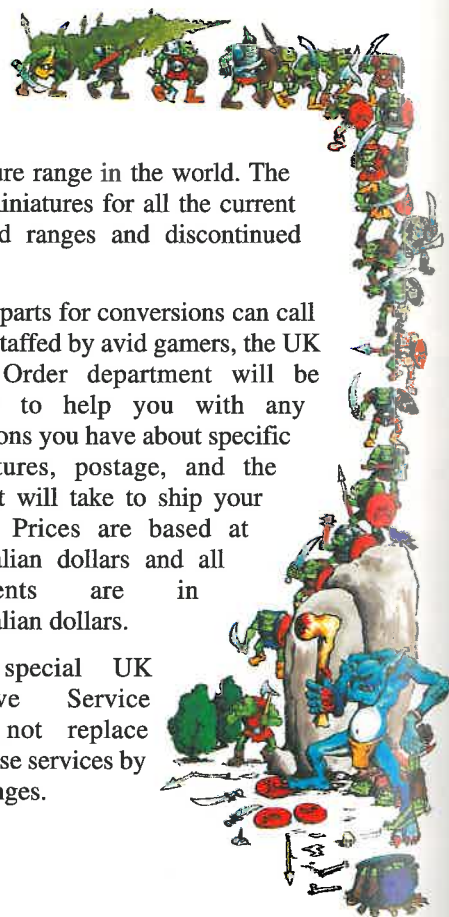 ure range in the world. The
iniatures for all the current
d ranges and discontinued
parts for conversions can call
taffed by avid gamers, the UK
Order department will be
to help you with any
ons you have about specific
tures, postage, and the
t will take to ship your
Prices are based at
alian dollars and all
ents are in
alian dollars.
special UK
ve Service
not replace
se services by
nges.